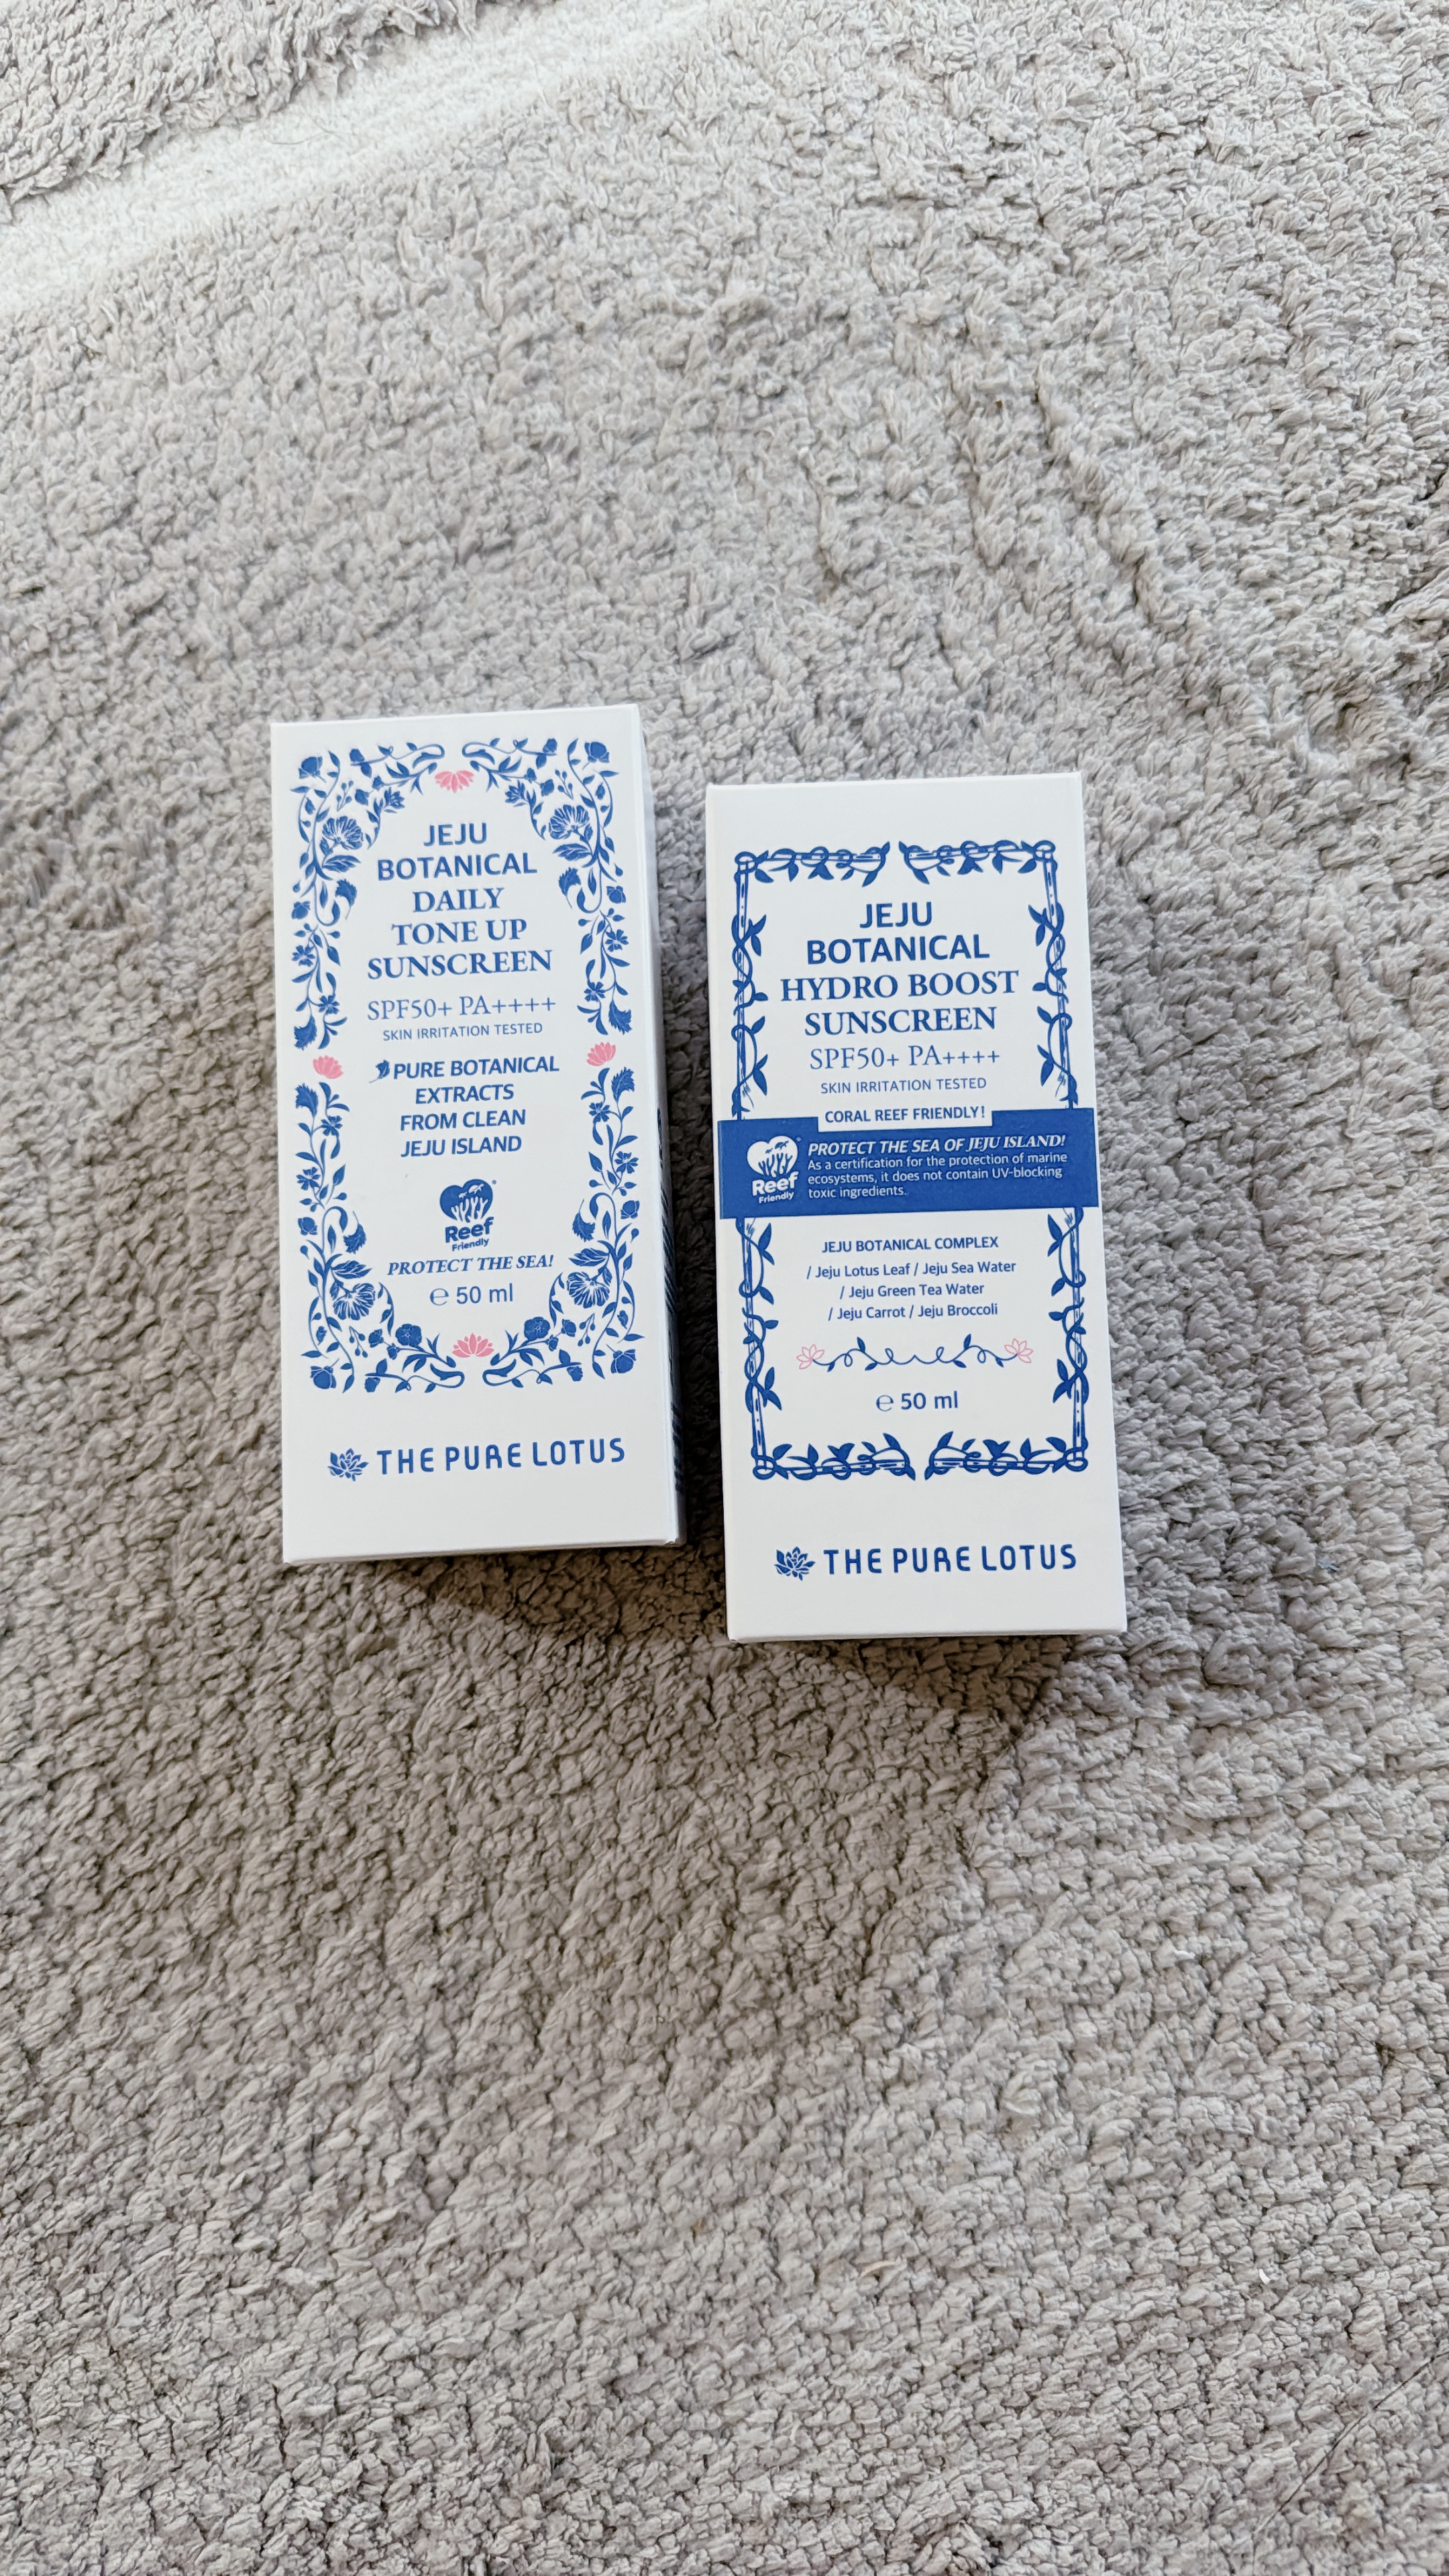 JEJU
BOTANICAL
DAILY
TONE UP
SUNSCREEN
SPF50+ PA++++
SKIN IRRITATION TESTED
PURE BOTANICAL
EXTRACTS
FROM CLEAN
JEJU ISLAND
Reef
Friendly
PROTECT THE SEA!
℮ 50 ml
THE PURE LOTUS
JEJU
BOTANICAL
HYDRO BOOST
SUNSCREEN
SPF50+ PA++++
SKIN IRRITATION TESTED
CORAL REEF FRIENDLY!
Reef
Friendly
PROTECT THE SEA OF JEJU ISLAND!
As a certification for the protection of marine
ecosystems, it does not contain UV-blocking
toxic ingredients.
JEJU BOTANICAL COMPLEX
/ Jeju Lotus Leaf / Jeju Sea Water
/ Jeju Green Tea Water
/ Jeju Carrot / Jeju Broccoli
℮ 50 ml
THE PURE LOTUS